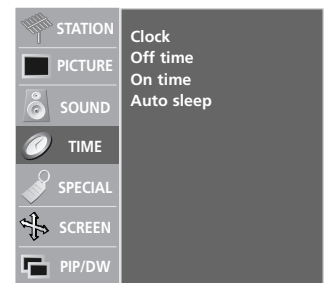 STATION
PICTURE
SOUND
TIME
SPECIAL
SCREEN
PIP/DW
Clock
Off time
On time
Auto sleep